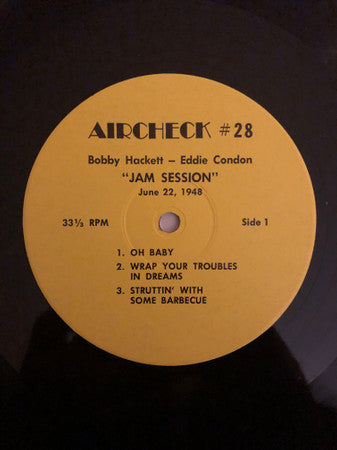 AIRCHECK #28
Bobby Hackett – Eddie Condon
"JAM SESSION"
June 22, 1948
33⅓ RPM Side 1
1. OH BABY
2. WRAP YOUR TROUBLES
IN DREAMS
3. STRUTTIN' WITH
SOME BARBECUE